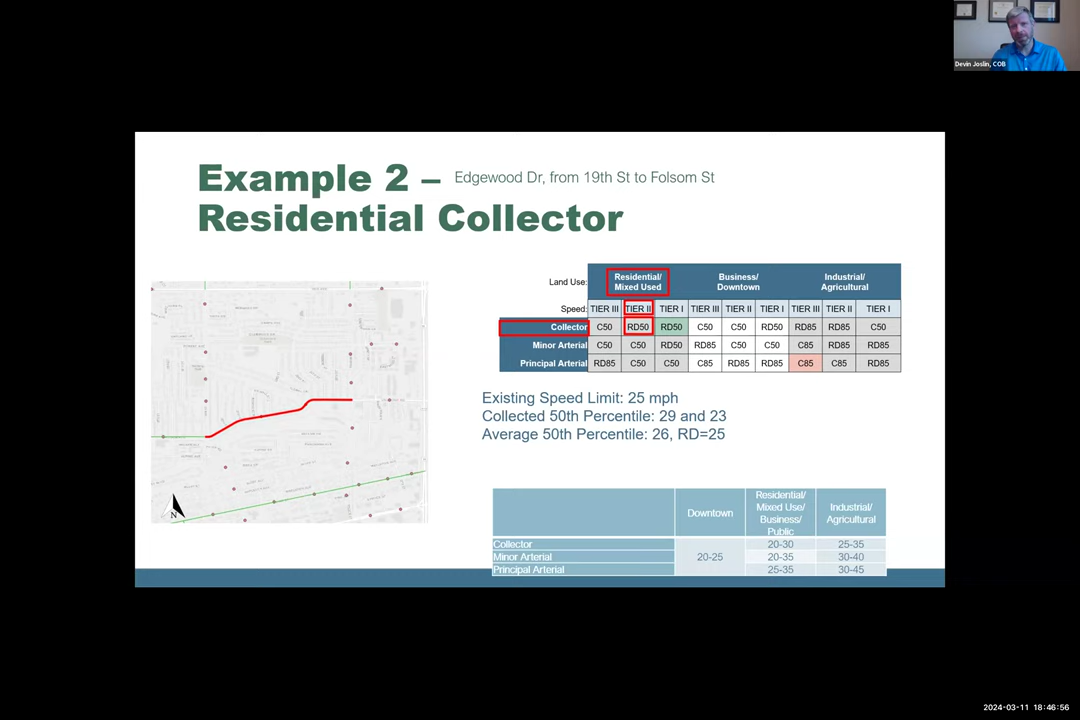 Devin Joslin, COB
Example 2 – Edgewood Dr, from 19th St to Folsom St
Residential Collector
Land Use: Residential/ Mixed Used Business/ Downtown Industrial/ Agricultural
Speed: TIER III TIER II TIER I TIER III TIER II TIER I TIER III TIER II TIER I
Collector C50 RD50 RD50 C50 C50 RD50 RD85 RD85 C50
Minor Arterial C50 C50 RD50 RD85 C50 C50 C85 RD85 RD85
Principal Arterial RD85 C50 C50 C85 RD85 RD85 C85 C85 RD85
Existing Speed Limit: 25 mph
Collected 50th Percentile: 29 and 23
Average 50th Percentile: 26, RD=25
Downtown Residential/ Mixed Use/ Business/ Public Industrial/ Agricultural
Collector 20-30 25-35
Minor Arterial 20-25 20-35 30-40
Principal Arterial 25-35 30-45
N
2024-03-11 18:46:56